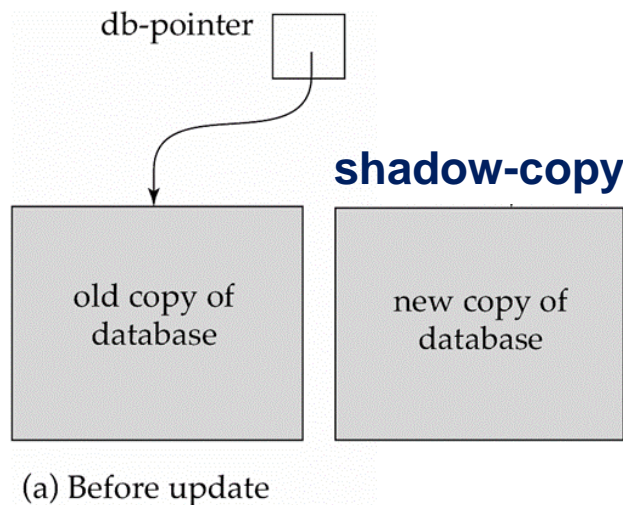 db-pointer
shadow-copy
old copy of
database
new copy of
database
(a) Before update